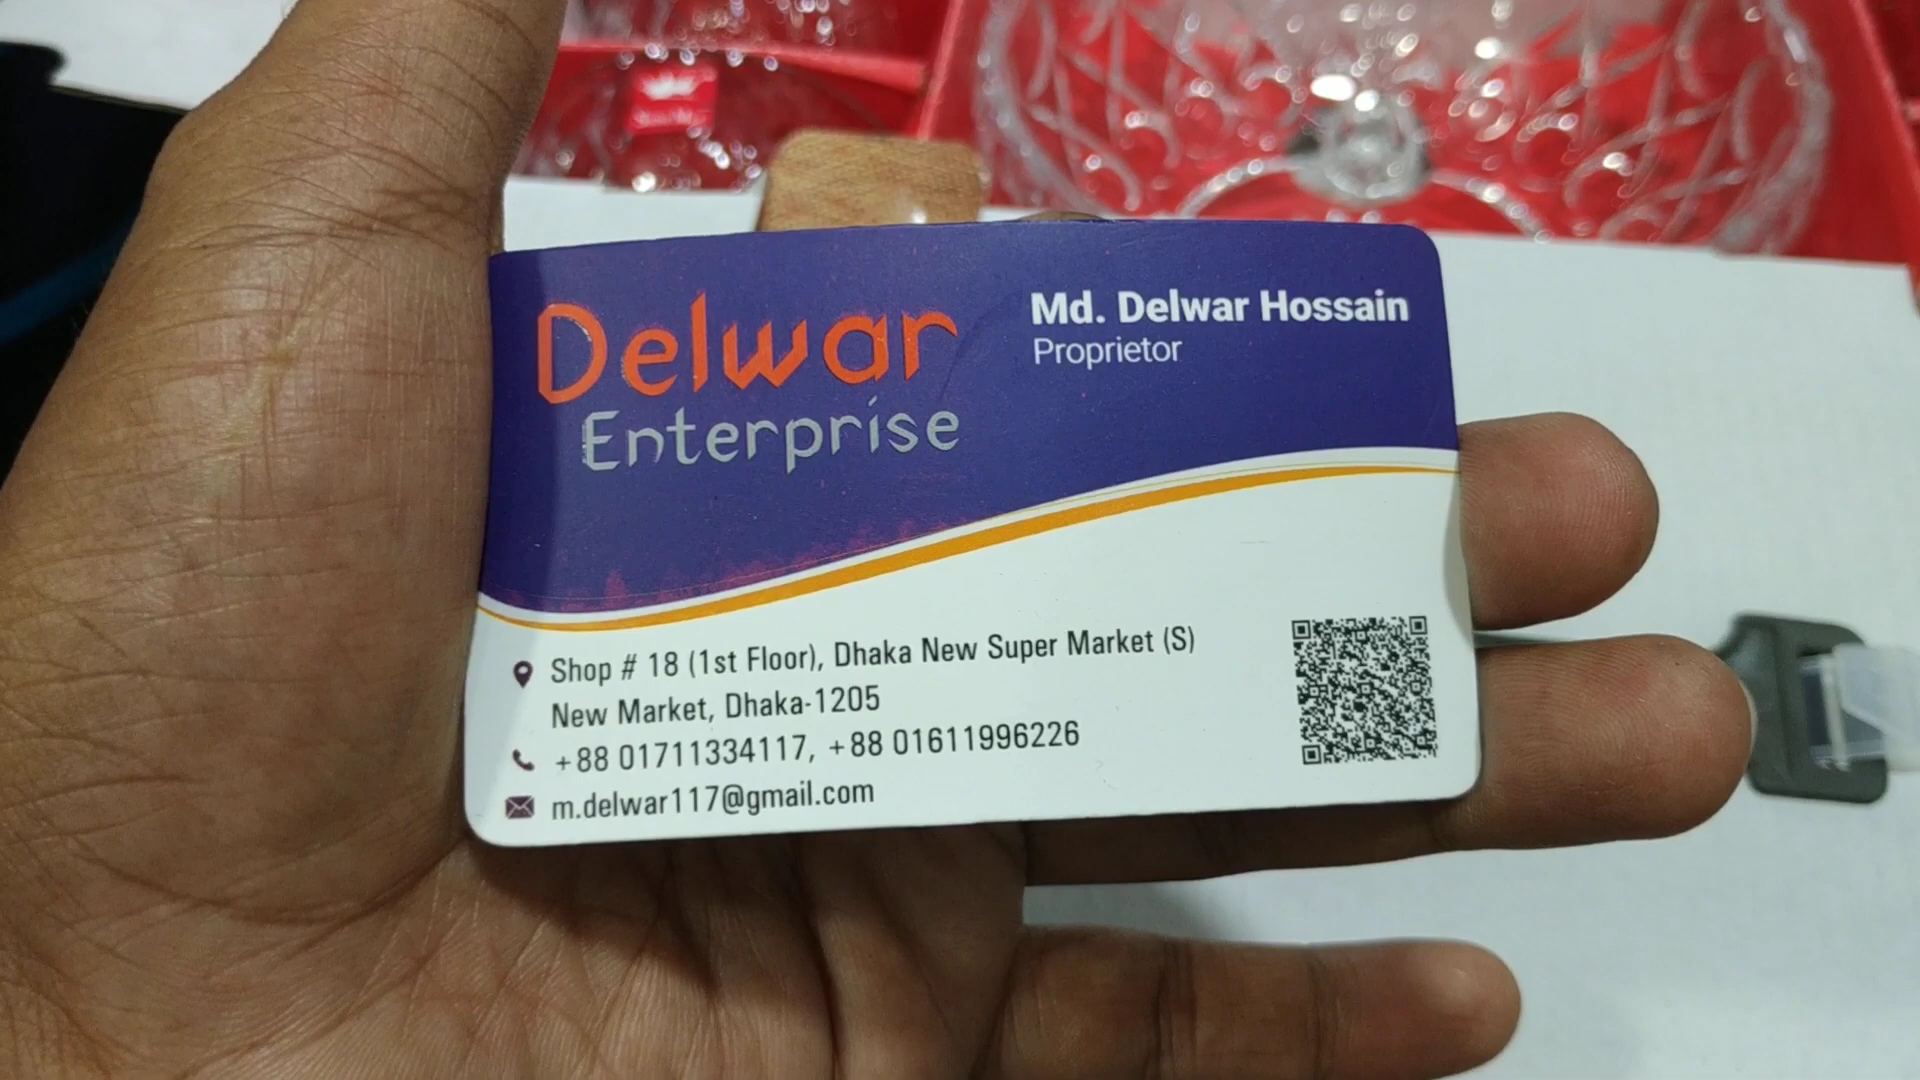 Delwar
Enterprise
Md. Delwar Hossain
Proprietor
Shop # 18 (1st Floor), Dhaka New Super Market (S)
New Market, Dhaka-1205
+88 01711334117, +88 01611996226
m.delwar117@gmail.com